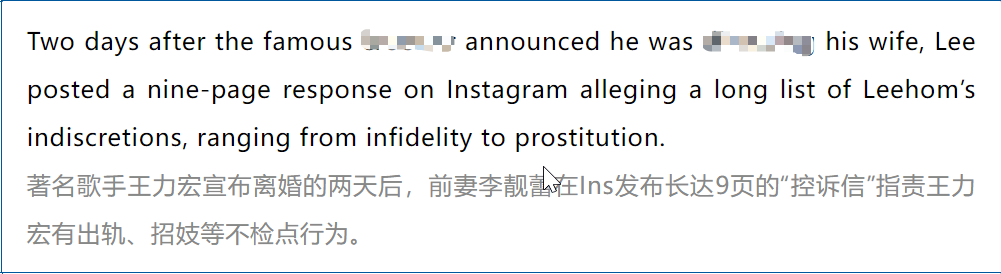 Two days after the famous announced he was his wife, Lee
posted a nine-page response on Instagram alleging a long list of Leehom’s
indiscretions, ranging from infidelity to prostitution.
著名歌手王力宏宣布离婚的两天后，前妻李靓蕾在Ins发布长达9页的“控诉信”指责王力
宏有出轨、招妓等不检点行为。